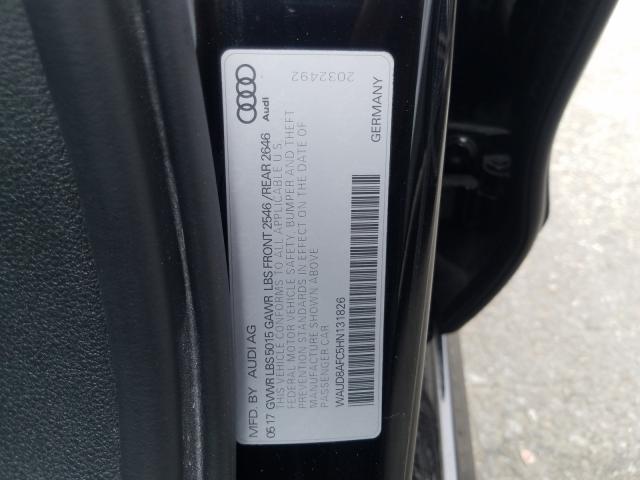 MFD. BY AUDI AG
05 17 GWWR LBS 5015 GAWR LBS FRONT 2546 / REAR 2646
THIS VEHICLE CONFORMS TO ALL APPLICABLE U.S.
FEDERAL MOTOR VEHICLE SAFETY, BUMPER AND THEFT
PREVENTION STANDARDS IN EFFECT ON THE DATE OF
MANUFACTURE SHOWN ABOVE
PASSENGER CAR
WAUD8AFC5HN131826
GERMANY
Audi
2032492